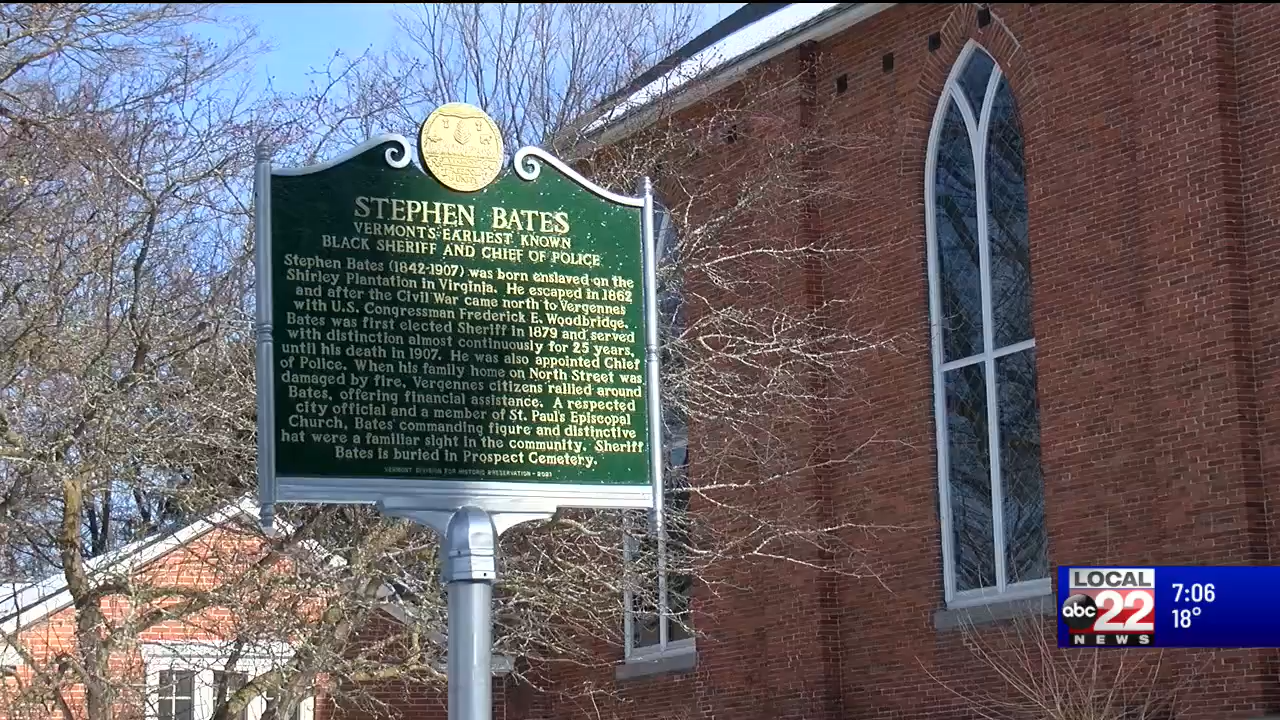 STEPHEN BATES
VERMONT'S EARLIEST KNOWN
BLACK SHERIFF AND CHIEF OF POLICE
Stephen Bates (1842-1907) was born enslaved on the
Shirley Plantation in Virginia. He escaped in 1862
and after the Civil War came north to Vergennes
with U.S. Congressman Frederick E. Woodbridge.
Bates was first elected Sheriff in 1879 and served
with distinction almost continuously for 25 years,
until his death in 1907. He was also appointed Chief
of Police. When his family home on North Street was
damaged by fire, Vergennes citizens rallied around
Bates, offering financial assistance. A respected
city official and a member of St. Paul's Episcopal
Church, Bates' commanding figure and distinctive
hat were a familiar sight in the community. Sheriff
Bates is buried in Prospect Cemetery.
VERMONT DIVISION FOR HISTORIC PRESERVATION - 2021
LOCAL
abc 22
NEWS
7:06
18°